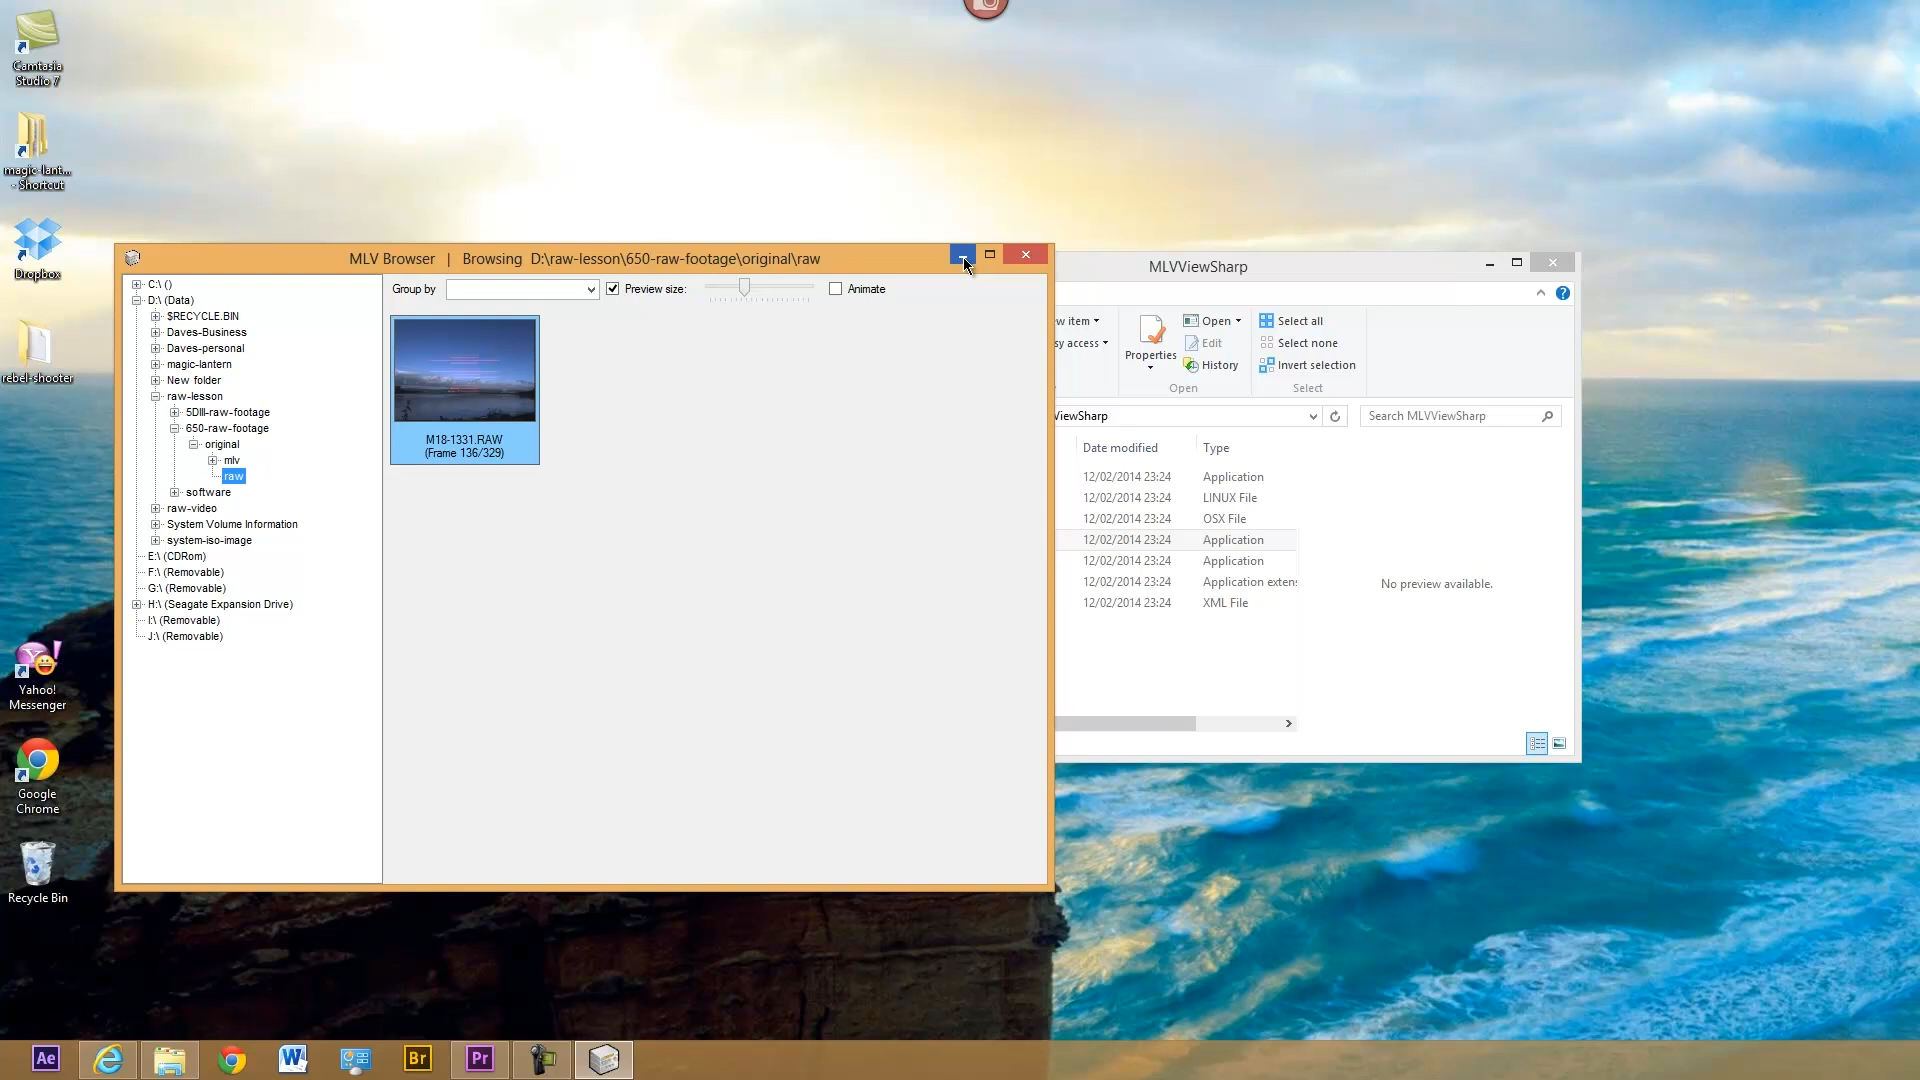 Camtasia
Studio 7
magic-lant...
- Shortcut
Dropbox
rebel-shooter
Yahoo!
Messenger
Google
Chrome
Recycle Bin
MLV Browser | Browsing D:\raw-lesson\650-raw-footage\original\raw
C:\ ()
D:\ (Data)
$RECYCLE.BIN
Daves-Business
Daves-personal
magic-lantern
New folder
raw-lesson
5DIII-raw-footage
650-raw-footage
original
mlv
raw
software
raw-video
System Volume Information
system-iso-image
E:\ (CDRom)
F:\ (Removable)
G:\ (Removable)
H:\ (Seagate Expansion Drive)
I:\ (Removable)
J:\ (Removable)
Group by
Preview size:
Animate
M18-1331.RAW
(Frame 136/329)
MLVViewSharp
w item
sy access
Properties
Open
Edit
History
Open
Select all
Select none
Invert selection
Select
ViewSharp
Search MLVViewSharp
Date modified Type
12/02/2014 23:24 Application
12/02/2014 23:24 LINUX File
12/02/2014 23:24 OSX File
12/02/2014 23:24 Application
12/02/2014 23:24 Application
12/02/2014 23:24 Application extens
12/02/2014 23:24 XML File
No preview available.
Ae
Br
Pr